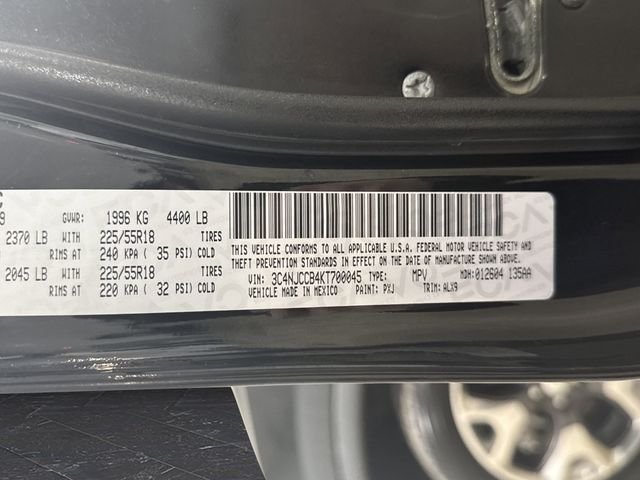 C
9 GVWR: 1996 KG 4400 LB
2370 LB WITH 225/55R18 TIRES
RIMS AT 240 KPA ( 35 PSI) COLD
2045 LB WITH 225/55R18 TIRES
RIMS AT 220 KPA ( 32 PSI) COLD
THIS VEHICLE CONFORMS TO ALL APPLICABLE U.S.A. FEDERAL MOTOR VEHICLE SAFETY AND
THEFT PREVENTION STANDARDS IN EFFECT ON THE DATE OF MANUFACTURE SHOWN ABOVE.
VIN: 3C4NJCCB4KT700045 TYPE: MPV MDH: 012604 135AA
VEHICLE MADE IN MEXICO PAINT: PXJ TRIM: ALX9